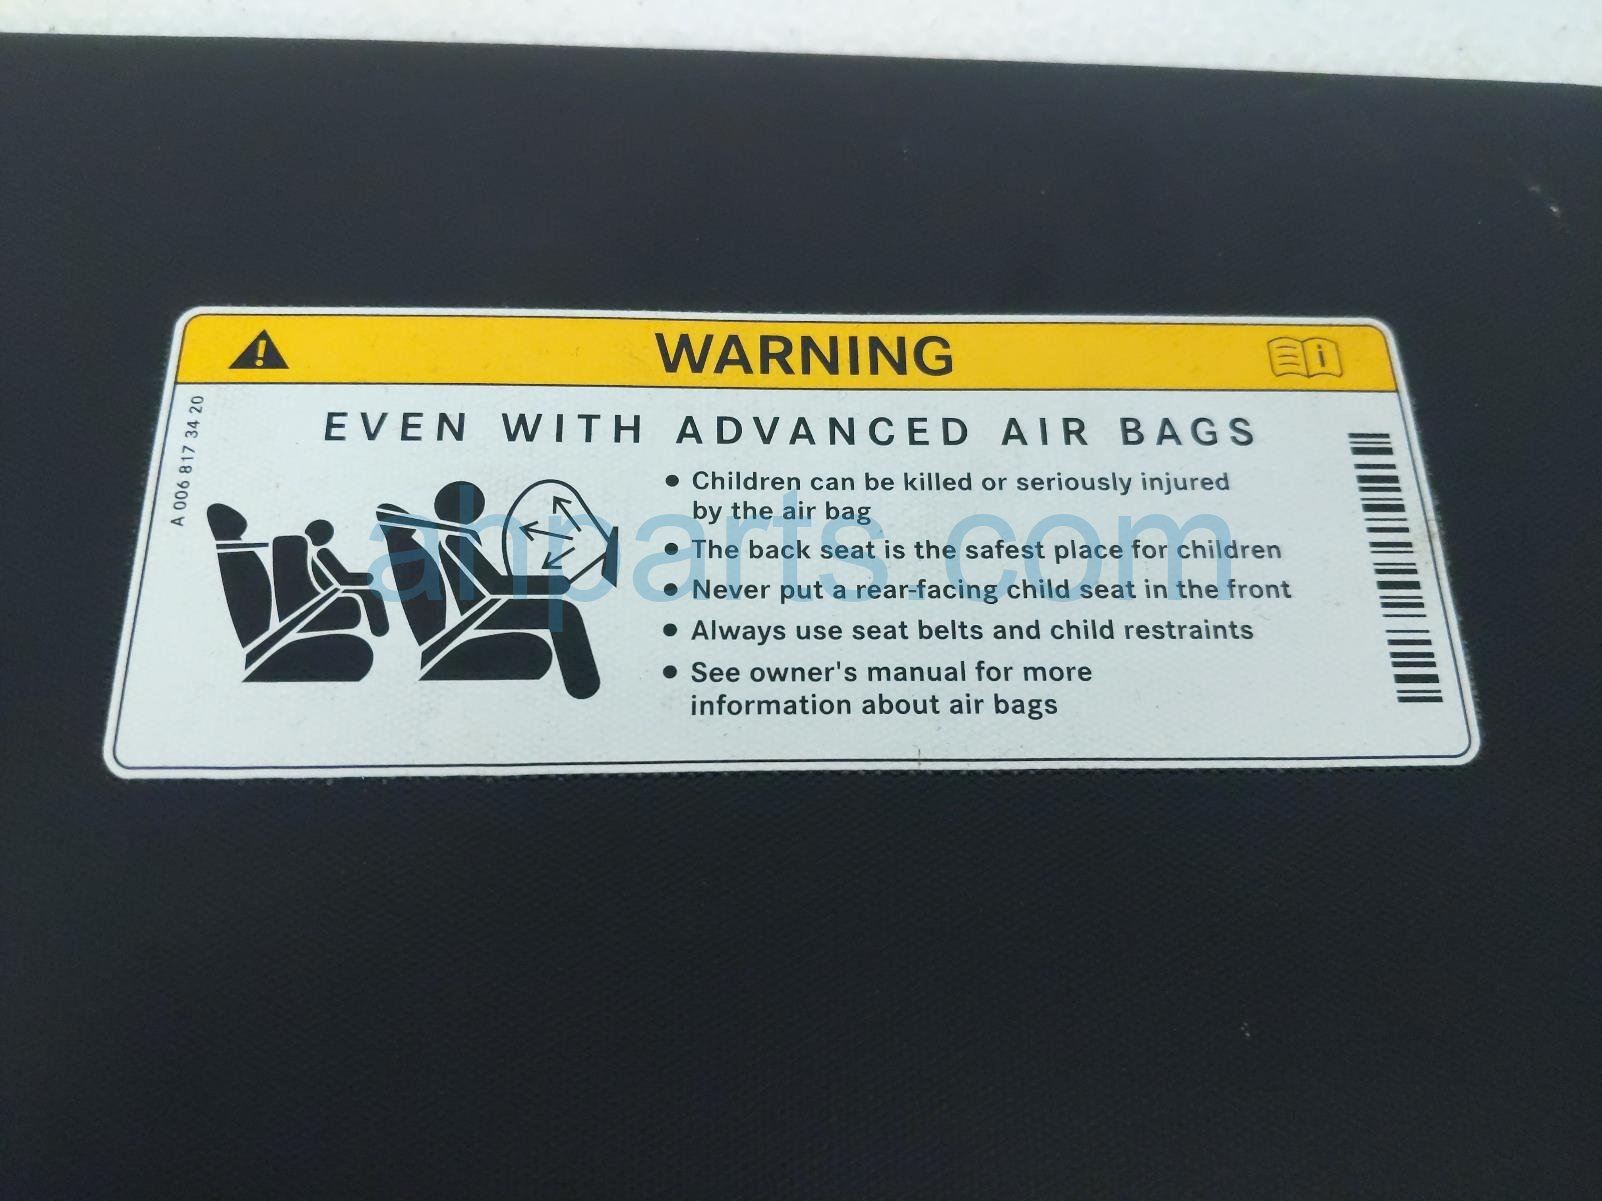 WARNING
EVEN WITH ADVANCED AIR BAGS
A 006 817 34 20
• Children can be killed or seriously injured
by the air bag
• The back seat is the safest place for children
• Never put a rear-facing child seat in the front
• Always use seat belts and child restraints
• See owner's manual for more
information about air bags
ahparts.com